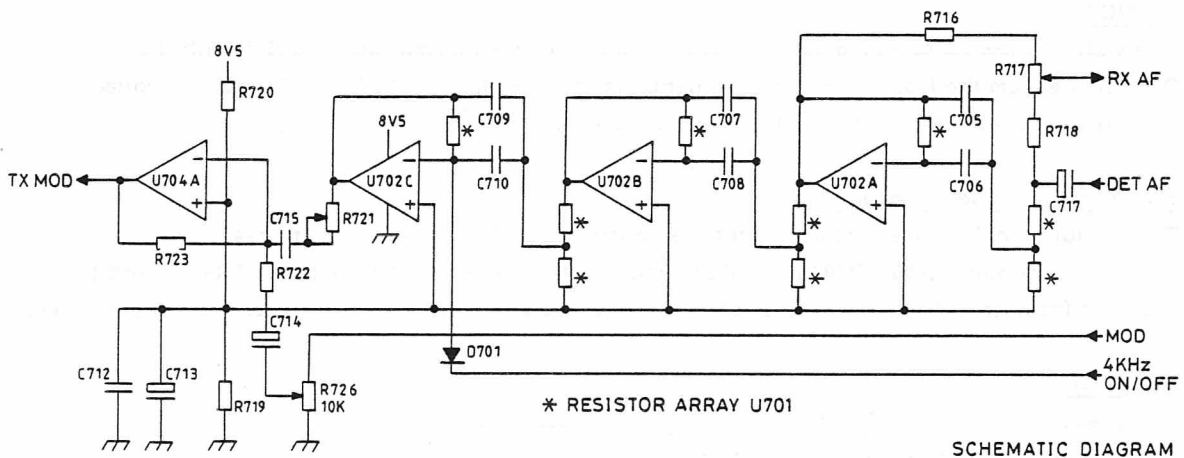 R716
8V5
R717
RX AF
R720
8V5
C709
C707
C705
R718
*
*
*
U704A
−
+
U702C
−
+
C710
U702B
−
+
C708
U702A
−
+
C706
TX MOD
DET AF
C717
C715
R721
*
*
*
R723
R722
*
*
*
C714
MOD
D701
C712
C713
R719
R726
10K
4KHz
ON/OFF
* RESISTOR ARRAY U701
SCHEMATIC DIAGRAM